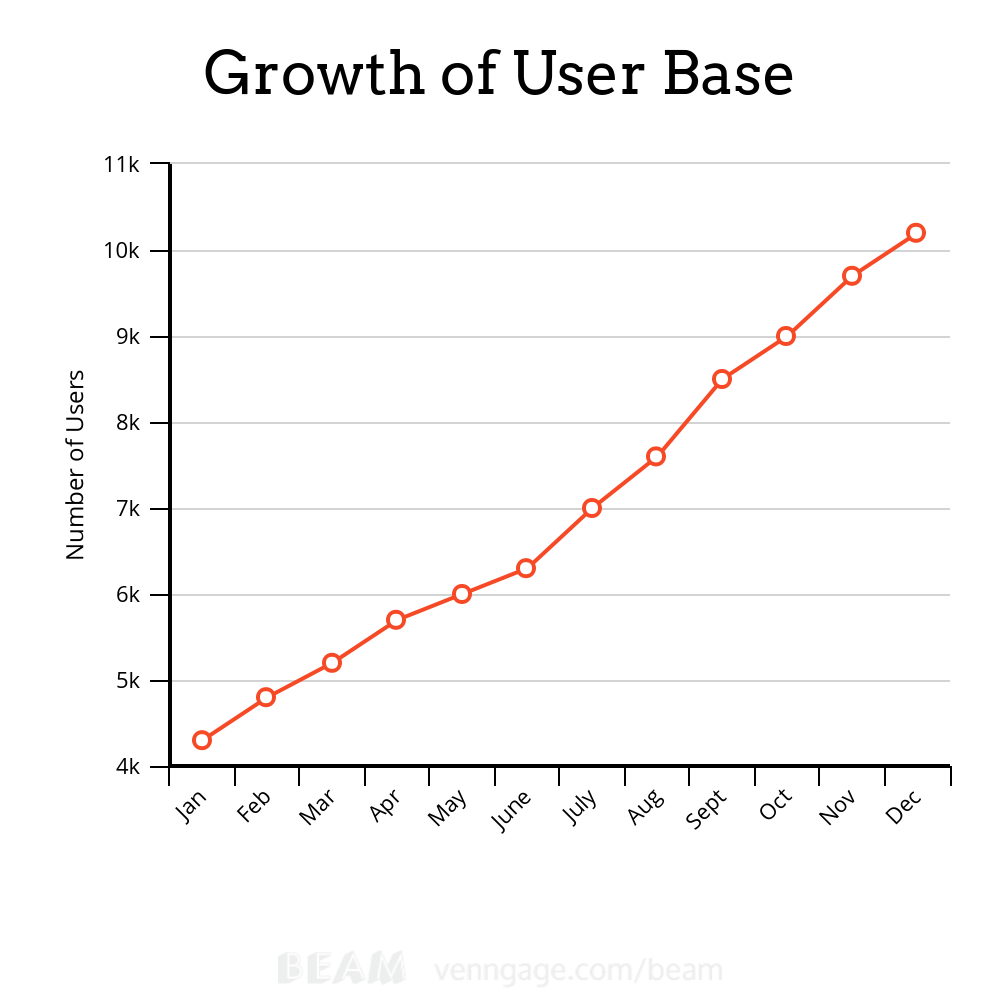 Growth of User Base
11k
10k
9k
8k
7k
6k
5k
4k
Number of Users
Jan Feb Mar Apr May June July Aug Sept Oct Nov Dec
BEAM venngage.com/beam